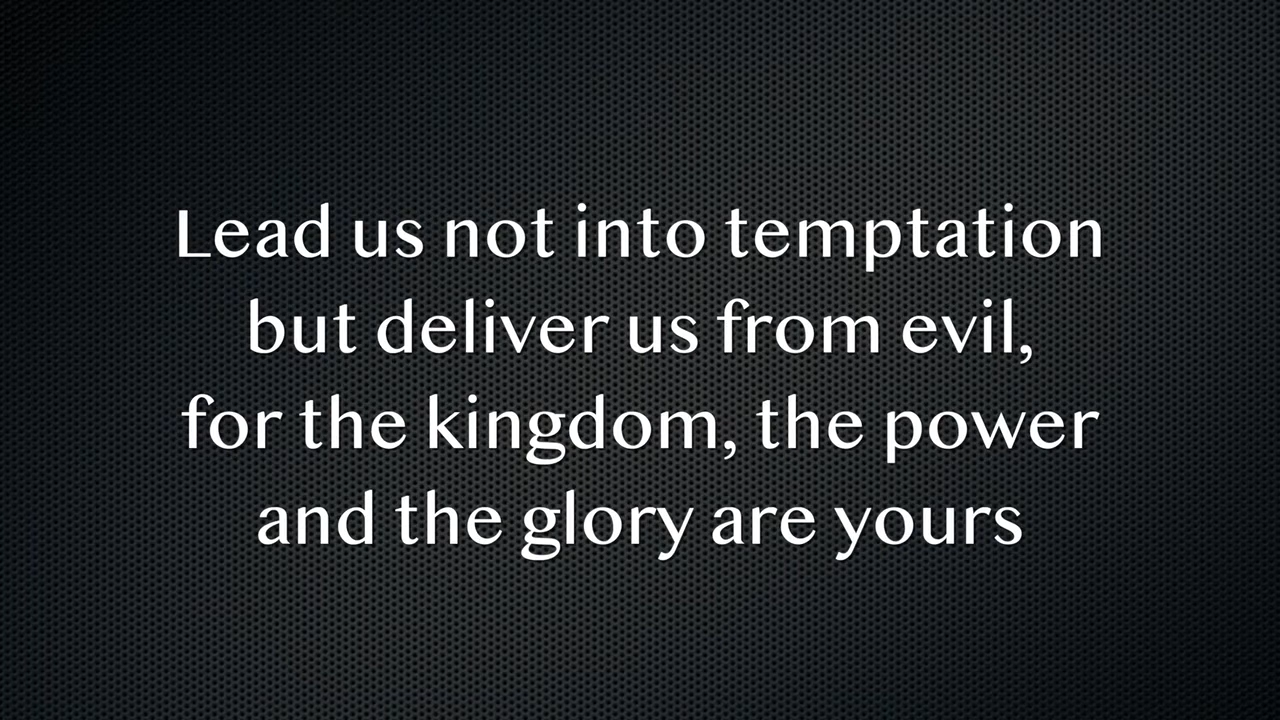 Lead us not into temptation
but deliver us from evil,
for the kingdom, the power
and the glory are yours